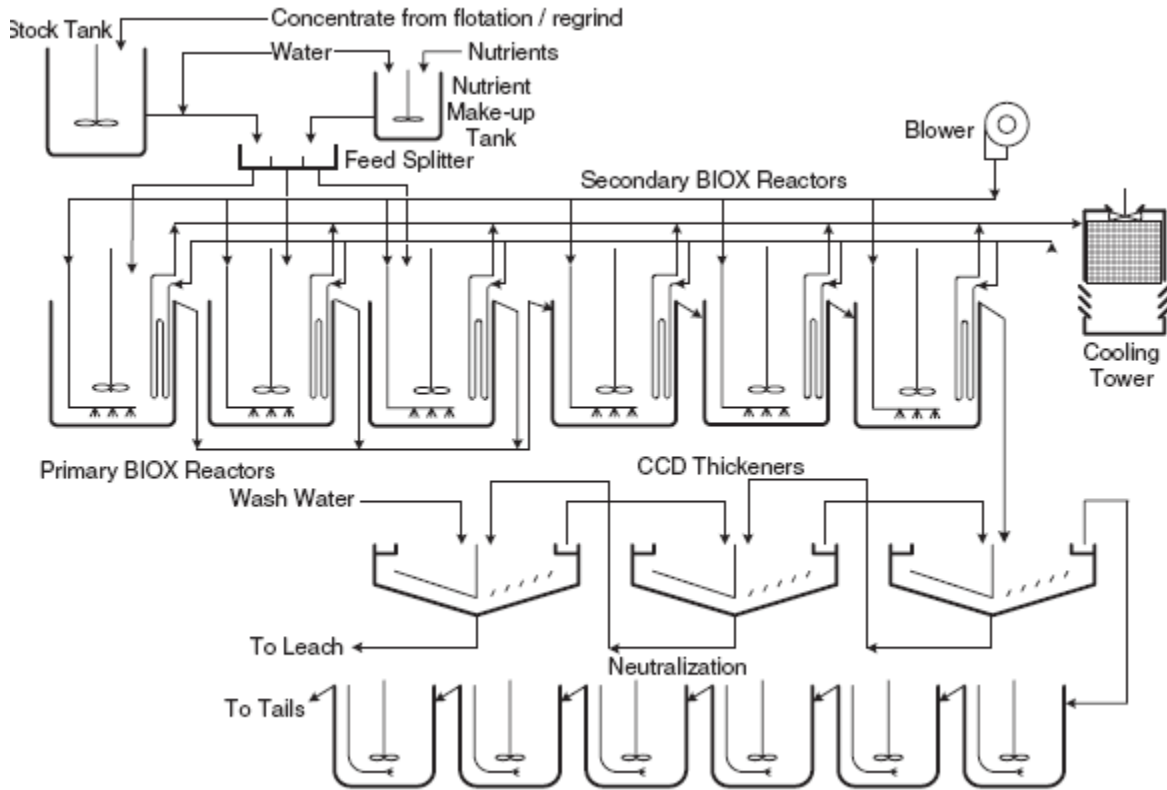 Stock Tank
Concentrate from flotation / regrind
Water
Nutrients
Nutrient
Make-up
Tank
Blower
Feed Splitter
Secondary BIOX Reactors
Cooling
Tower
Primary BIOX Reactors
CCD Thickeners
Wash Water
To Leach
Neutralization
To Tails